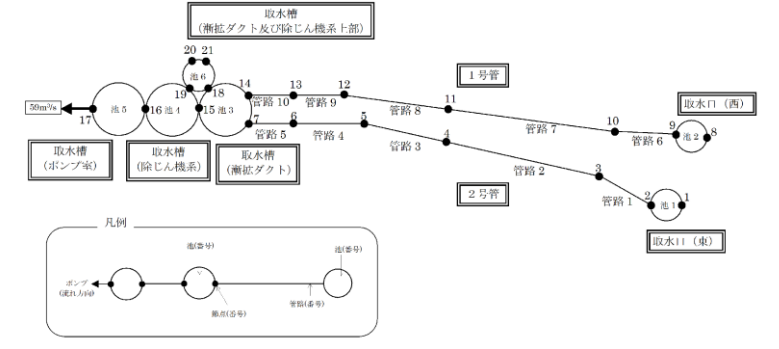 取水槽
(漸拡ダクト及び除じん機系上部)
20 21
池6
19 18
14 13 12
1号管
59m³/s
池5
池4
池3
17 16 15
管路10 管路9
管路8
11
管路7
10
取水口(西)
9 池2 8
管路6
7 6 5
管路5 管路4
管路3
4
管路2
3
管路1
2 池1 1
取水口(東)
取水槽
(ポンプ室)
取水槽
(除じん機系)
取水槽
(漸拡ダクト)
2号管
凡例
池(番号)
池(番号)
ポンプ
(流れ方向)
管路(番号)
節点(番号)